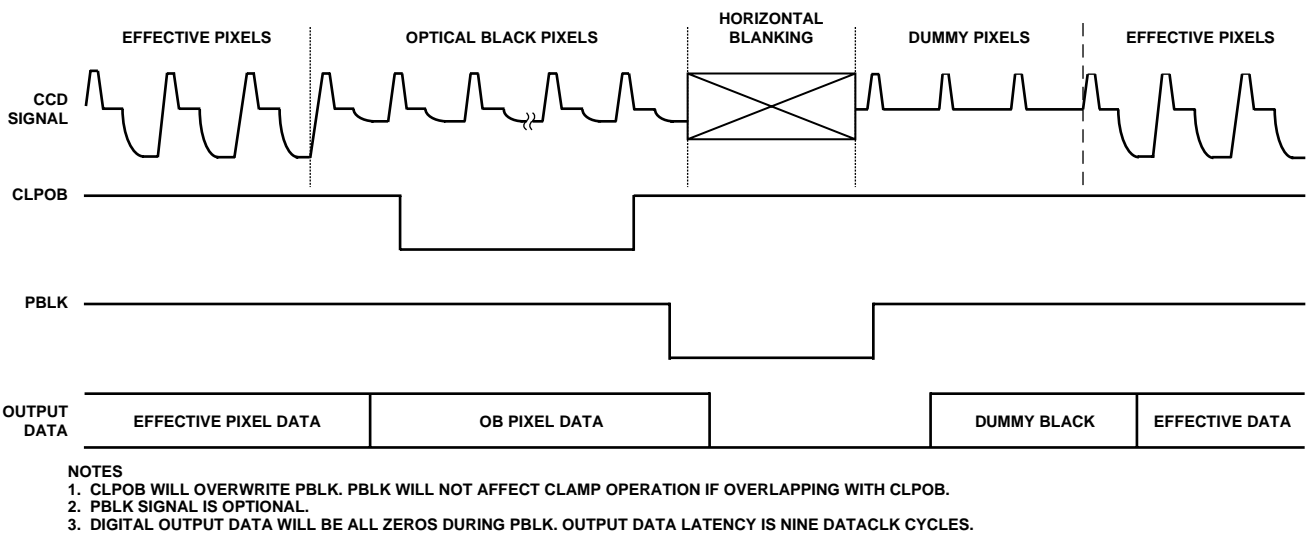 EFFECTIVE PIXELS
OPTICAL BLACK PIXELS
HORIZONTAL
BLANKING
DUMMY PIXELS
EFFECTIVE PIXELS
CCD
SIGNAL
CLPOB
PBLK
OUTPUT
DATA
EFFECTIVE PIXEL DATA
OB PIXEL DATA
DUMMY BLACK
EFFECTIVE DATA
NOTES
1. CLPOB WILL OVERWRITE PBLK. PBLK WILL NOT AFFECT CLAMP OPERATION IF OVERLAPPING WITH CLPOB.
2. PBLK SIGNAL IS OPTIONAL.
3. DIGITAL OUTPUT DATA WILL BE ALL ZEROS DURING PBLK. OUTPUT DATA LATENCY IS NINE DATACLK CYCLES.